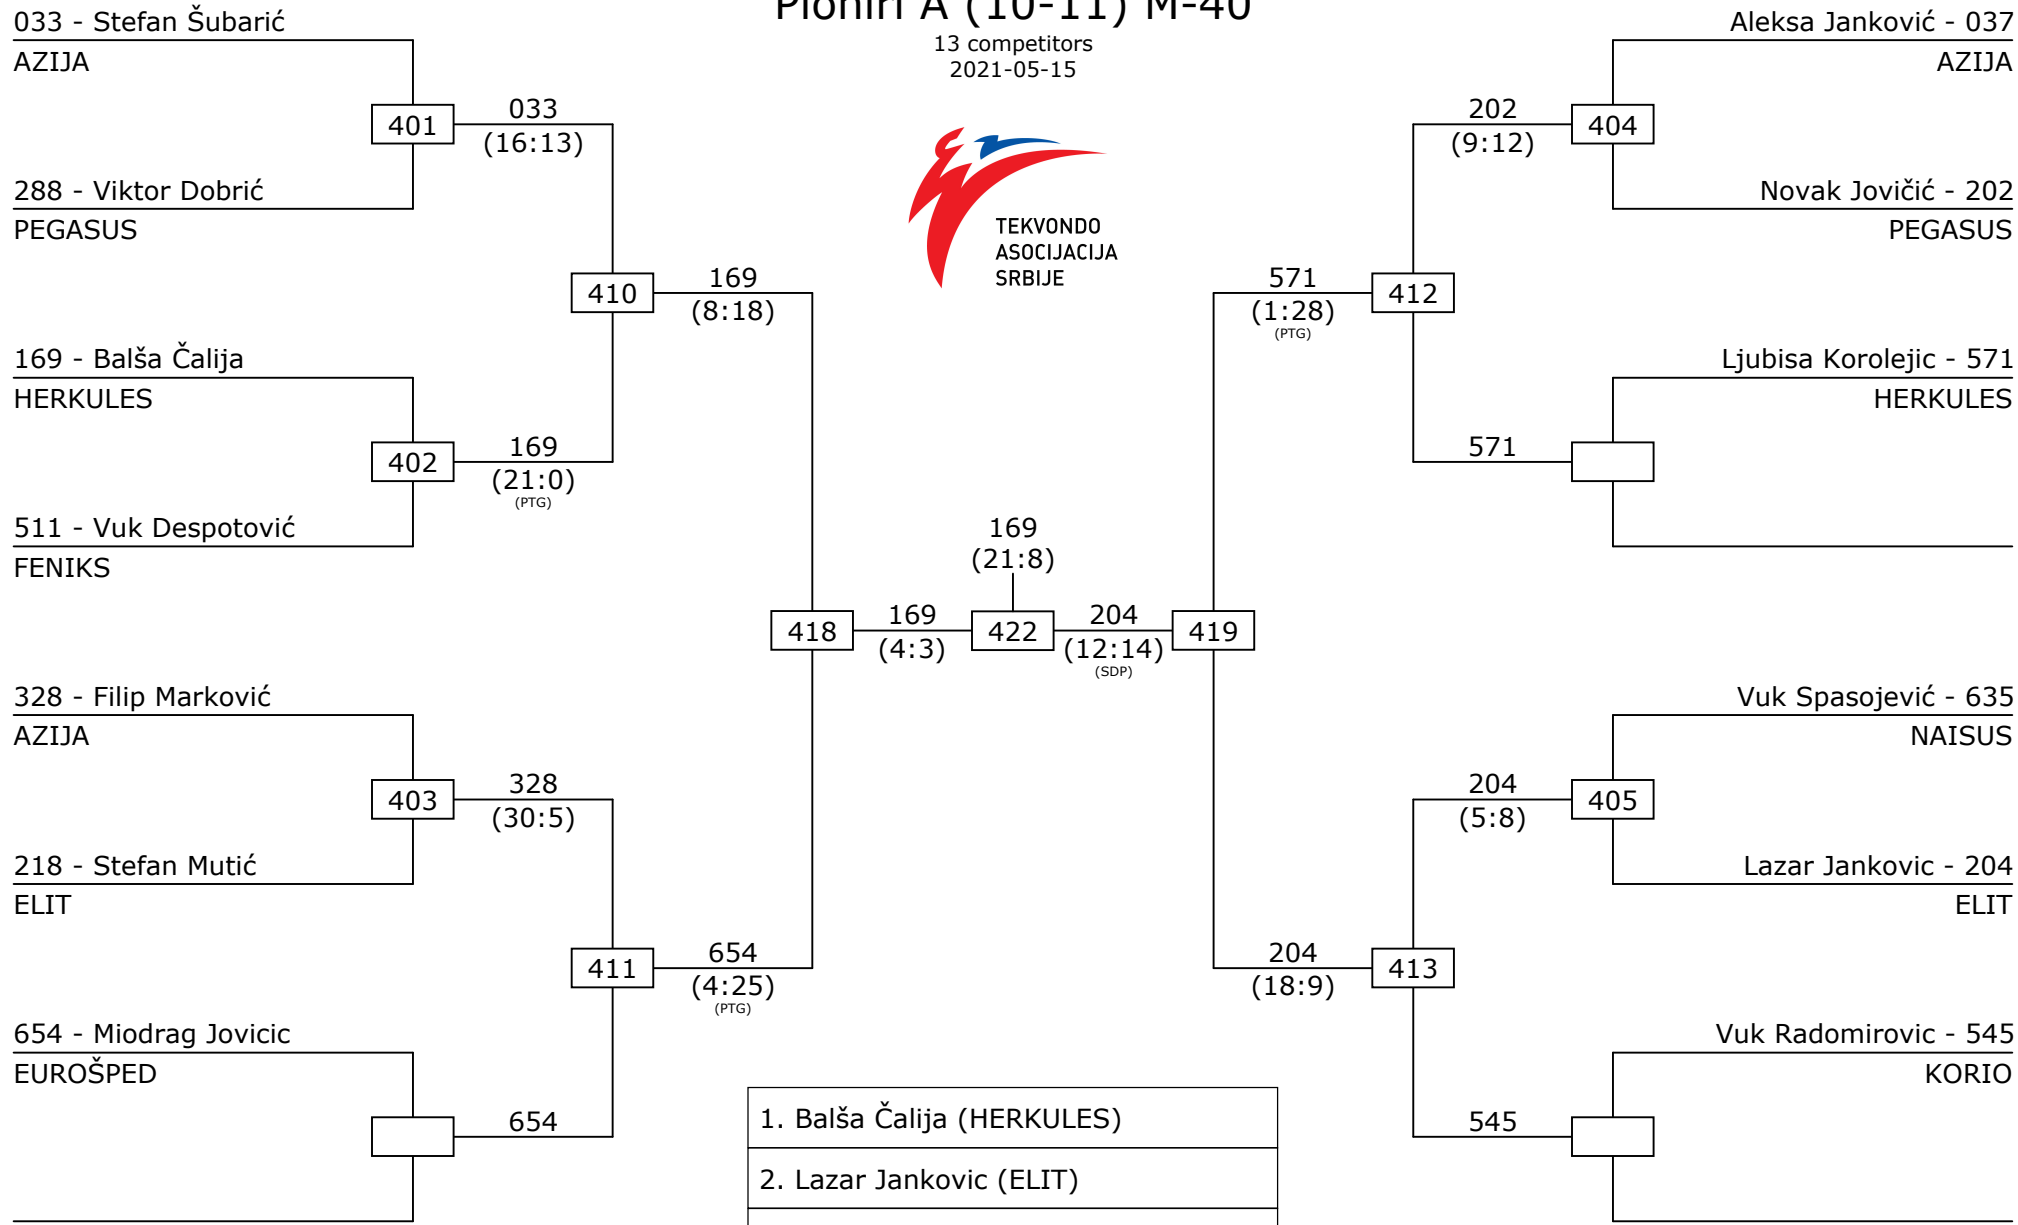 Pioniri A (10-11) M-40
13 competitors
2021-05-15
TEKVONDO
ASOCIJACIJA
SRBIJE
033 - Stefan Šubarić
AZIJA
401
033
(16:13)
288 - Viktor Dobrić
PEGASUS
410
169
(8:18)
169 - Balša Čalija
HERKULES
402
169
(21:0)
(PTG)
511 - Vuk Despotović
FENIKS
418
169
(4:3)
328 - Filip Marković
AZIJA
403
328
(30:5)
218 - Stefan Mutić
ELIT
411
654
(4:25)
(PTG)
654 - Miodrag Jovicic
EUROŠPED
654
169
(21:8)
422
Aleksa Janković - 037
AZIJA
202
(9:12)
404
Novak Jovičić - 202
PEGASUS
571
(1:28)
(PTG)
412
Ljubisa Korolejic - 571
HERKULES
571
204
(12:14)
(SDP)
419
Vuk Spasojević - 635
NAISUS
204
(5:8)
405
Lazar Jankovic - 204
ELIT
204
(18:9)
413
Vuk Radomirovic - 545
KORIO
545
1. Balša Čalija (HERKULES)
2. Lazar Jankovic (ELIT)